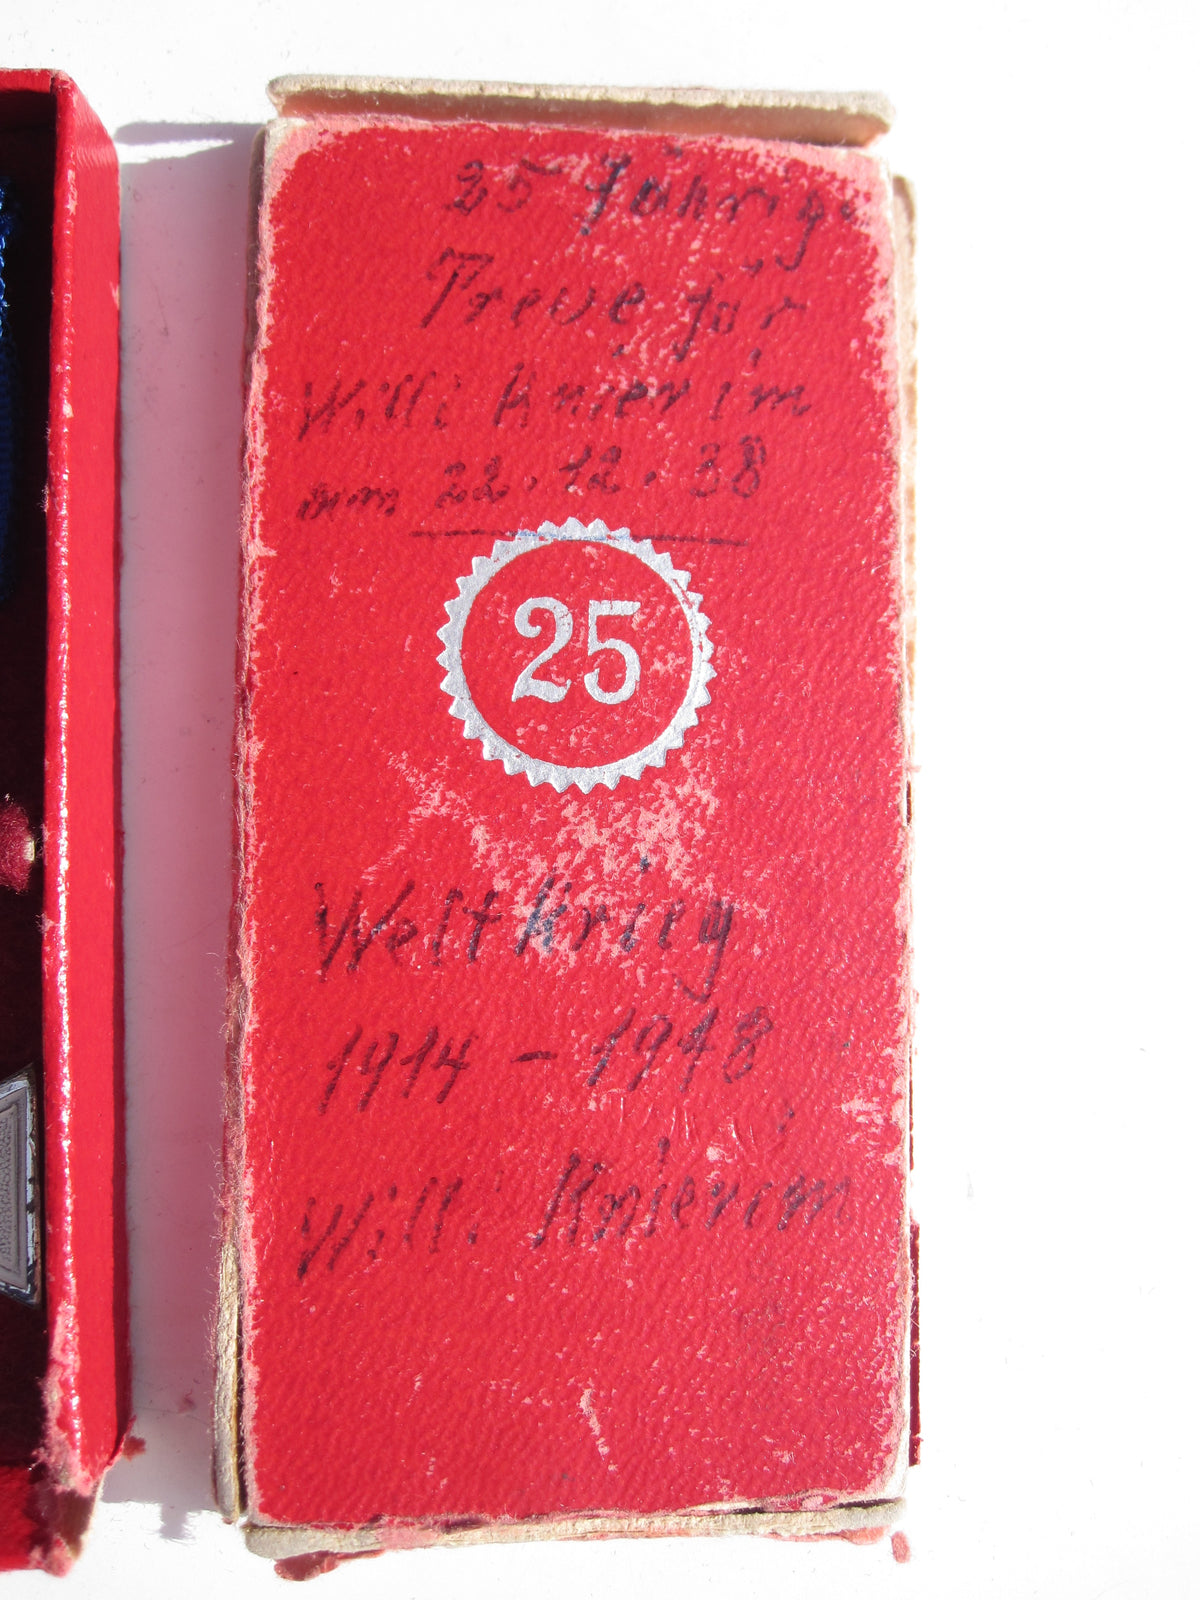 25 Jährige
Treue für
Willi Knierim
am 22.12.38
25
Weltkrieg
1914 - 1918
Willi Knierim